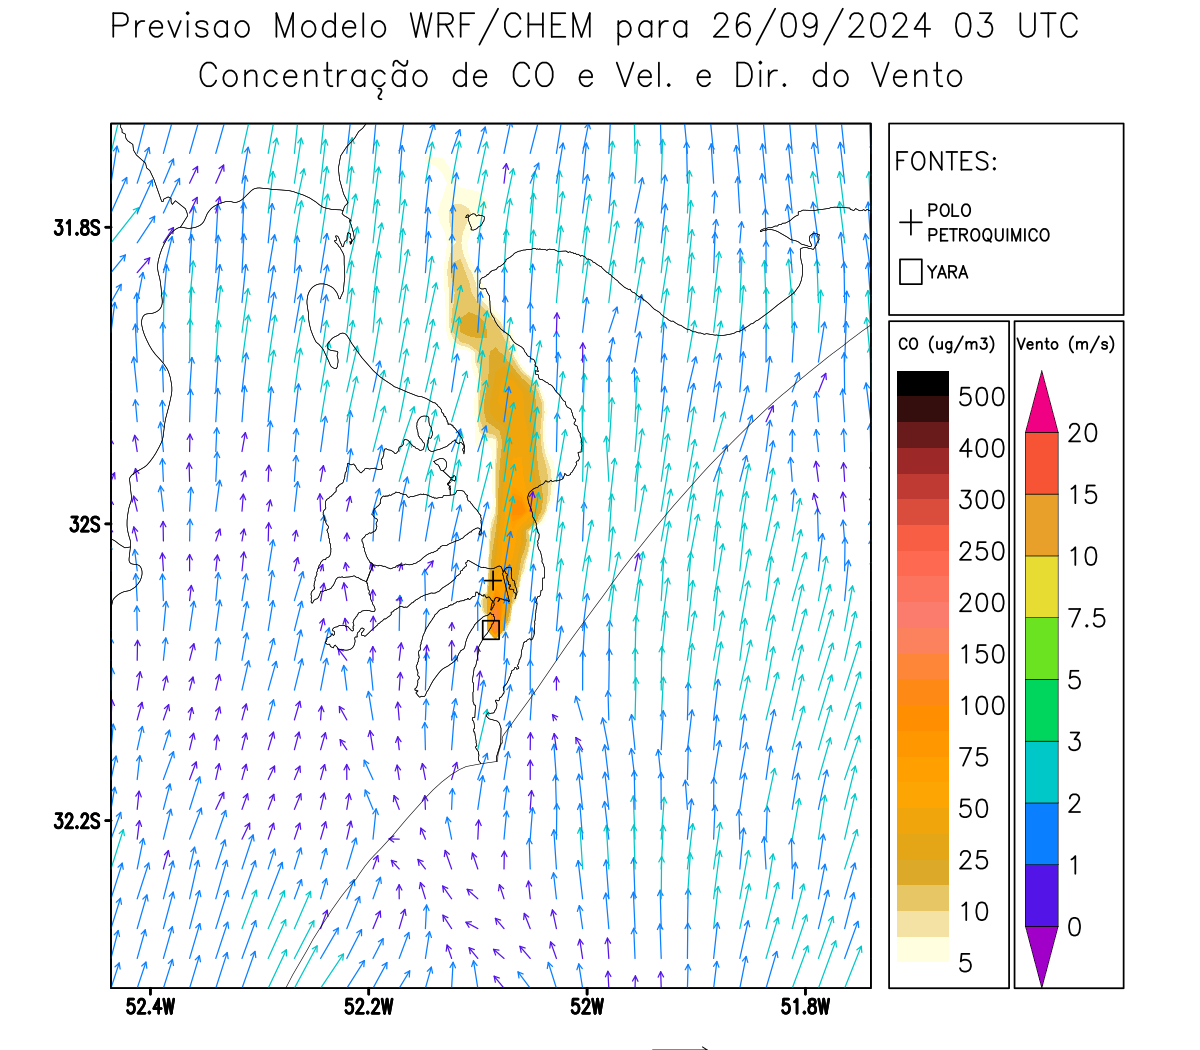 Previsao Modelo WRF/CHEM para 26/09/2024 03 UTC
Concentração de CO e Vel. e Dir. do Vento
FONTES:
POLO
PETROQUIMICO
YARA
CO (ug/m3)
500
400
300
250
200
150
100
75
50
25
10
5
Vento (m/s)
20
15
10
7.5
5
3
2
1
0
31.8S
32S
32.2S
52.4W
52.2W
52W
51.8W